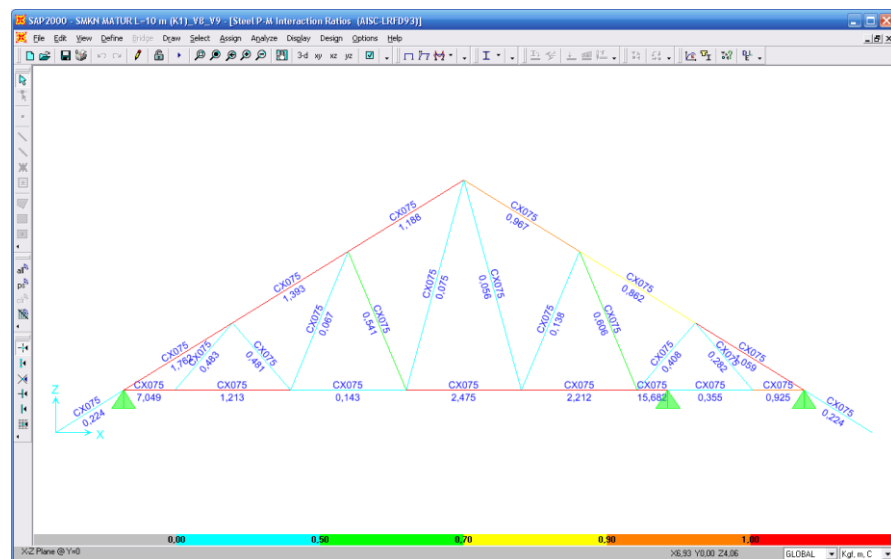 SAP2000 - SMKN MATUR L~10 m (K1)_V8_V9 - [Steel P-M Interaction Ratios (AISC-LRFD93)]
File Edit View Define Bridge Draw Select Assign Analyze Display Design Options Help
3-d xy xz yz
CX075
1,188
CX075
0,967
CX075
1,393
CX075
0,067
CX075
0,541
CX075
0,075
CX075
0,056
CX075
0,138
CX075
0,606
CX075
0,862
CX075
1,762
CX075
0,483
CX075
0,481
CX075
0,408
CX075
0,282
CX075
1,059
CX075
7,049
CX075
1,213
CX075
0,143
CX075
2,475
CX075
2,212
CX075
15,682
CX075
0,355
CX075
0,925
CX075
0,224
CX075
0,224
Z
X
0,00 0,50 0,70 0,90 1,00
X-Z Plane @ Y=0 X6,93 Y0,00 Z4,06 GLOBAL Kgf, m, C